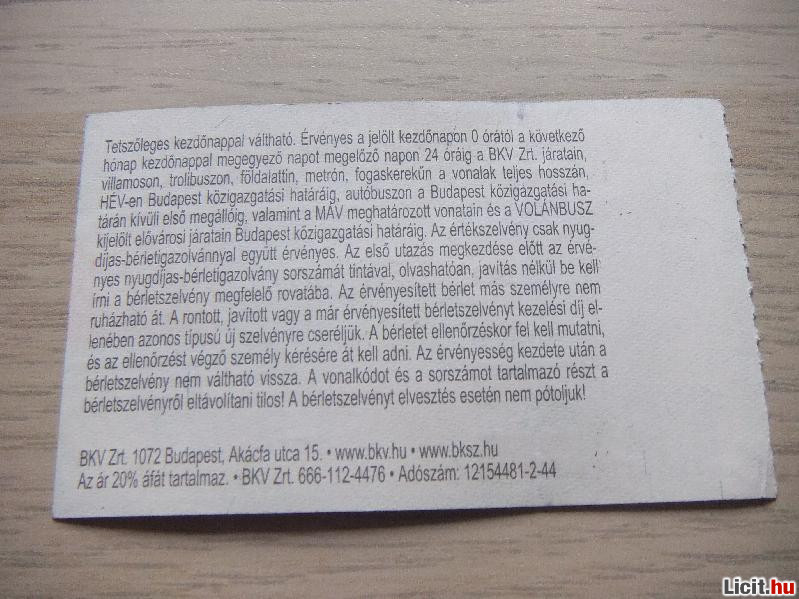 Tetszőleges kezdőnappal váltható. Érvényes a jelölt kezdőnapon 0 órától a következő
hónap kezdőnappal megegyező napot megelőző napon 24 óráig a BKV Zrt. járatain,
villamoson, trolibuszon, földalattin, metrón, fogaskerekűn a vonalak teljes hosszán,
HÉV-en Budapest közigazgatási határáig, autóbuszon a Budapest közigazgatási ha-
tárán kívüli első megállóig, valamint a MÁV meghatározott vonatain és a VOLÁNBUSZ
kijelölt elővárosi járatain Budapest közigazgatási határáig. Az értékszelvény csak nyug-
díjas-bérletigazolvánnyal együtt érvényes. Az első utazás megkezdése előtt az érvé-
nyes nyugdíjas-bérletigazolvány sorszámát tintával, olvashatóan, javítás nélkül be kell
írni a bérletszelvény megfelelő rovatába. Az érvényesített bérlet más személyre nem
ruházható át. A rontott, javított vagy a már érvényesített bérletszelvényt kezelési díj el-
lenében azonos típusú új szelvényre cseréljük. A bérletet ellenőrzéskor fel kell mutatni,
és az ellenőrzést végző személy kérésére át kell adni. Az érvényesség kezdete után a
bérletszelvény nem váltható vissza. A vonalkódot és a sorszámot tartalmazó részt a
bérletszelvényről eltávolítani tilos! A bérletszelvényt elvesztés esetén nem pótoljuk!
BKV Zrt. 1072 Budapest, Akácfa utca 15. • www.bkv.hu • www.bksz.hu
Az ár 20% áfát tartalmaz. • BKV Zrt. 666-112-4476 • Adószám: 12154481-2-44
Licit.hu